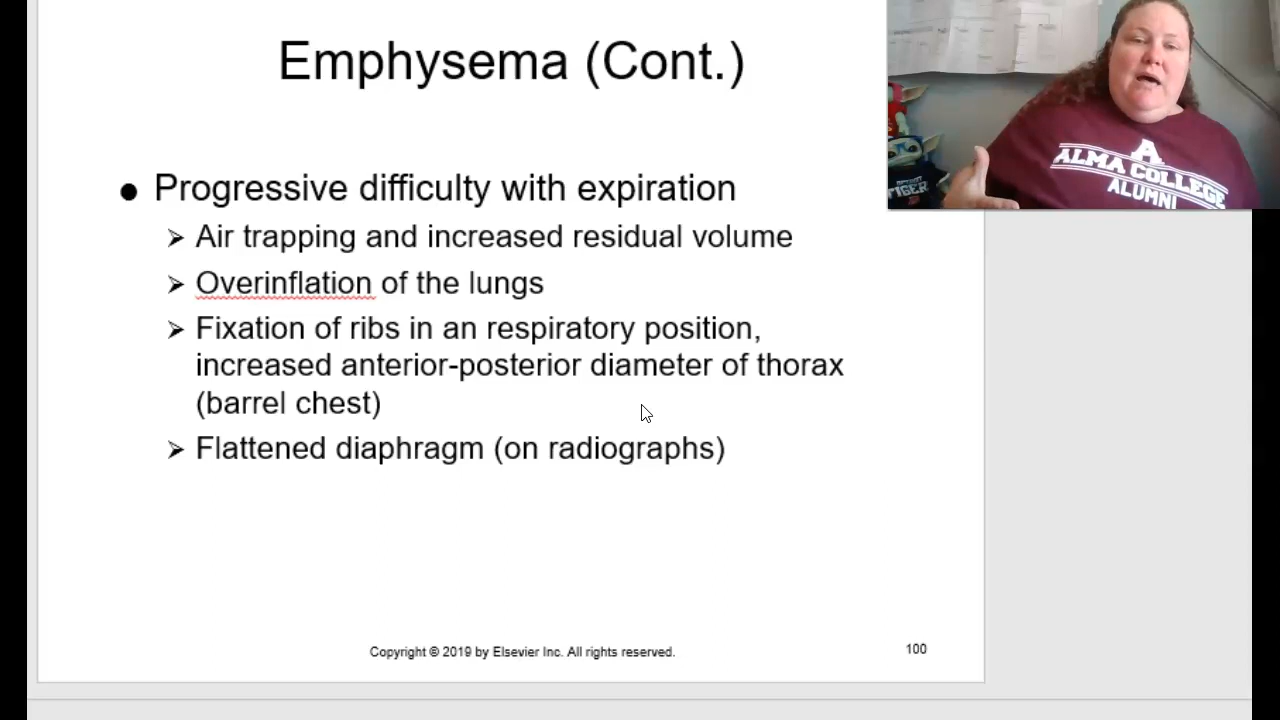 Emphysema (Cont.)
A
ALMA COLLEGE
ALUMNI
TIGER
● Progressive difficulty with expiration
➢ Air trapping and increased residual volume
➢ Overinflation of the lungs
➢ Fixation of ribs in an respiratory position,
increased anterior-posterior diameter of thorax
(barrel chest)
➢ Flattened diaphragm (on radiographs)
Copyright © 2019 by Elsevier Inc. All rights reserved.
100